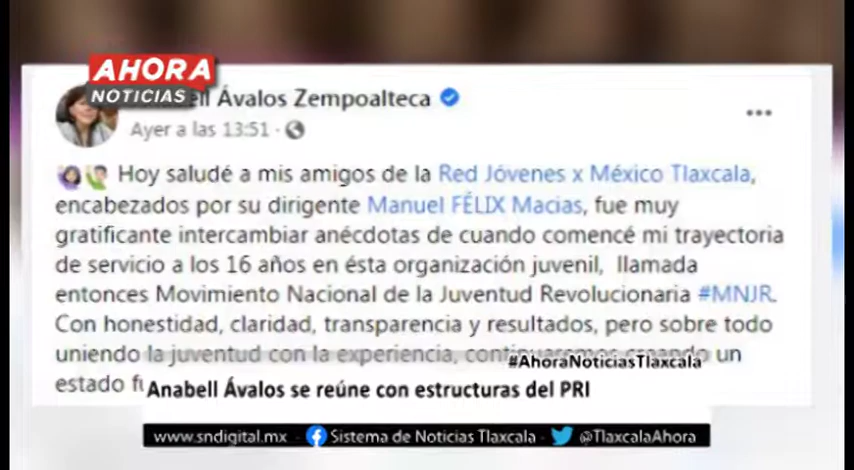 AHORA
NOTICIAS
ell Ávalos Zempoalteca
Ayer a las 13:51 ·
Hoy saludé a mis amigos de la Red Jóvenes x México Tlaxcala,
encabezados por su dirigente Manuel FÉLIX Macias, fue muy
gratificante intercambiar anécdotas de cuando comencé mi trayectoria
de servicio a los 16 años en ésta organización juvenil, llamada
entonces Movimiento Nacional de la Juventud Revolucionaria #MNJR.
Con honestidad, claridad, transparencia y resultados, pero sobre todo
uniendo la juventud con la experiencia, un
#AhoraNoticiasTlaxcala
estado
Anabell Ávalos se reúne con estructuras del PRI
www.sndigital.mx - Sistema de Noticias Tlaxcala - @TlaxcalaAhora